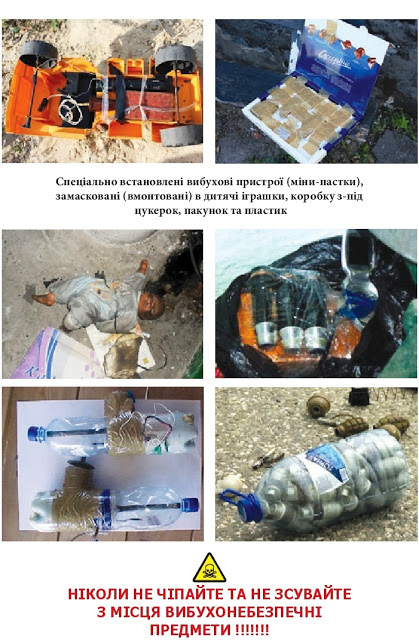 Спеціально встановлені вибухові пристрої (міни-пастки),
замасковані (вмонтовані) в дитячі іграшки, коробку з-під
цукерок, пакунок та пластик
НІКОЛИ НЕ ЧІПАЙТЕ ТА НЕ ЗСУВАЙТЕ
З МІСЦЯ ВИБУХОНЕБЕЗПЕЧНІ
ПРЕДМЕТИ !!!!!!!